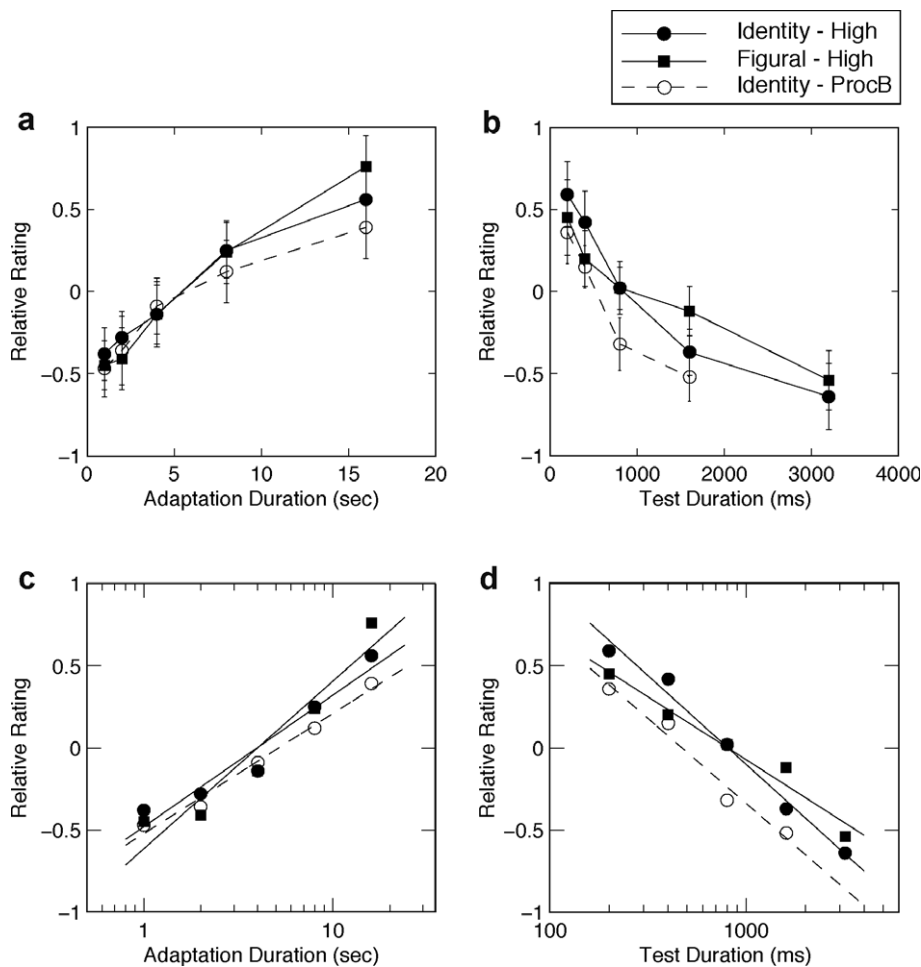 Identity - High
Figural - High
Identity - ProcB
a
1
0.5
0
−0.5
−1
Relative Rating
0 5 10 15 20
Adaptation Duration (sec)
b
1
0.5
0
−0.5
−1
Relative Rating
0 1000 2000 3000 4000
Test Duration (ms)
c
1
0.5
0
−0.5
−1
Relative Rating
1 10
Adaptation Duration (sec)
d
1
0.5
0
−0.5
−1
Relative Rating
100 1000
Test Duration (ms)